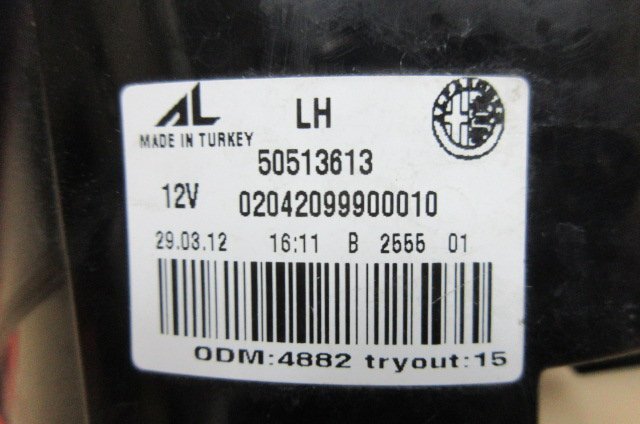 AL LH
MADE IN TURKEY
50513613
12V 02042099900010
29.03.12 16:11 B 2555 01
ODM:4882 tryout:15